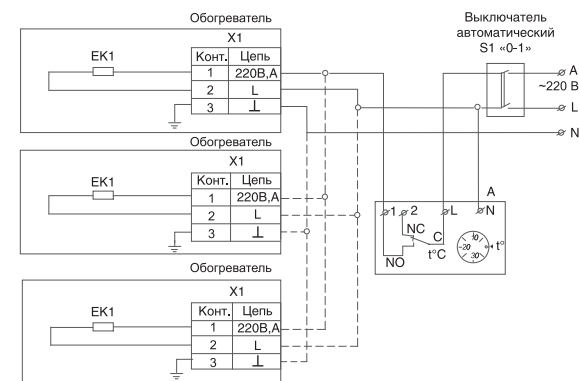 Обогреватель
X1
EK1
Конт. Цепь
1 220В,А
2 L
3 ⊥
Обогреватель
X1
EK1
Конт. Цепь
1 220В,А
2 L
3 ⊥
Обогреватель
X1
EK1
Конт. Цепь
1 220В,А
2 L
3 ⊥
Выключатель
автоматический
S1 «0-1»
A
~220 В
L
N
A
1 2 L N
NC C
NO t°C
10 20 30 t°